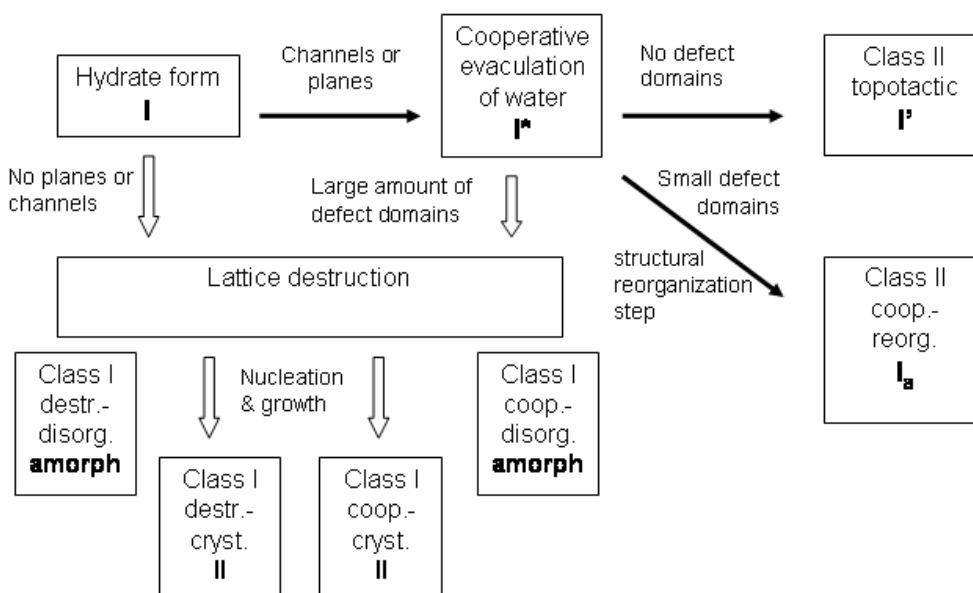 Hydrate form
I
Channels or
planes
Cooperative
evaculation
of water
I*
No defect
domains
Class II
topotactic
I’
No planes or
channels
Large amount of
defect domains
Small defect
domains
Lattice destruction
structural
reorganization
step
Class II
coop.-
reorg.
Ia
Class I
destr.-
disorg.
amorph
Nucleation
& growth
Class I
coop.-
disorg.
amorph
Class I
destr.-
cryst.
II
Class I
coop.-
cryst.
II